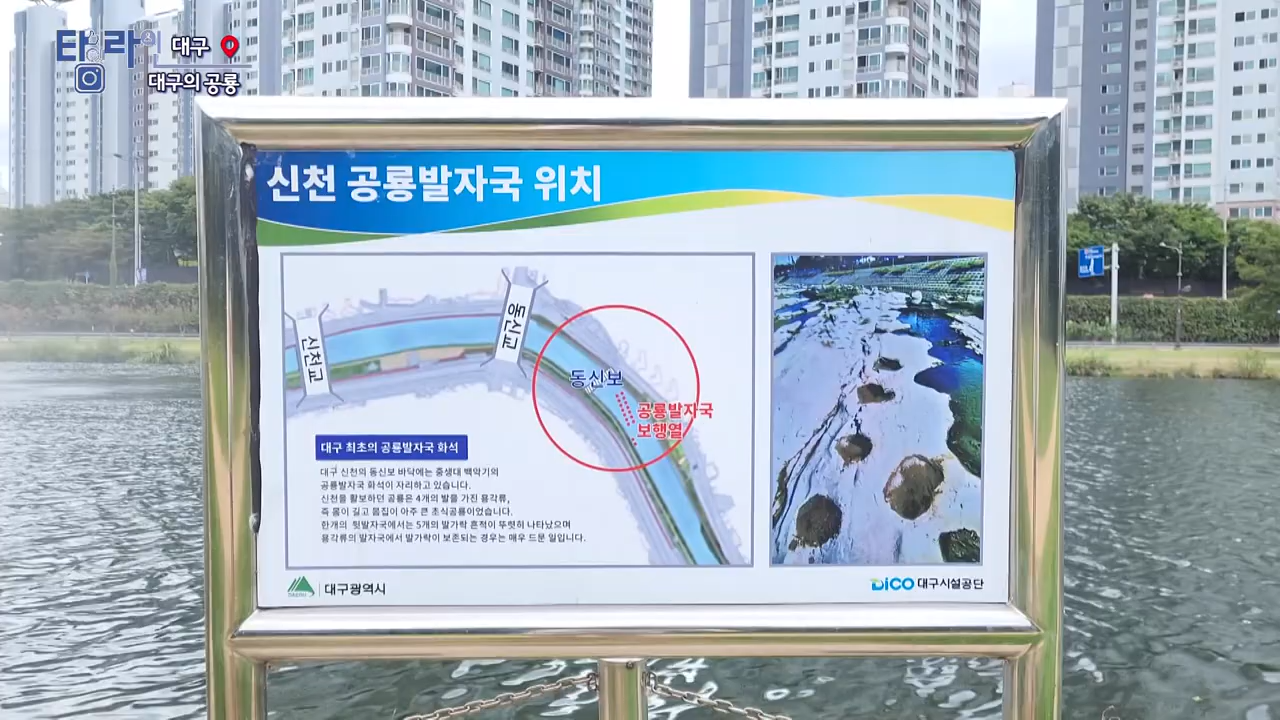 타라의
대구
대구의 공룡
신천 공룡발자국 위치
신천교
동신교
동신보
공룡발자국
보행열
대구 최초의 공룡발자국 화석
대구 신천의 동신보 바닥에는 중생대 백악기의
공룡발자국 화석이 자리하고 있습니다.
신천을 활보하던 공룡은 4개의 발을 가진 용각류,
즉 몸이 길고 몸집이 아주 큰 초식공룡이었습니다.
한개의 뒷발자국에서는 5개의 발가락 흔적이 뚜렷히 나타났으며
용각류의 발자국에서 발가락이 보존되는 경우는 매우 드문 일입니다.
대구광역시
DiCO 대구시설공단